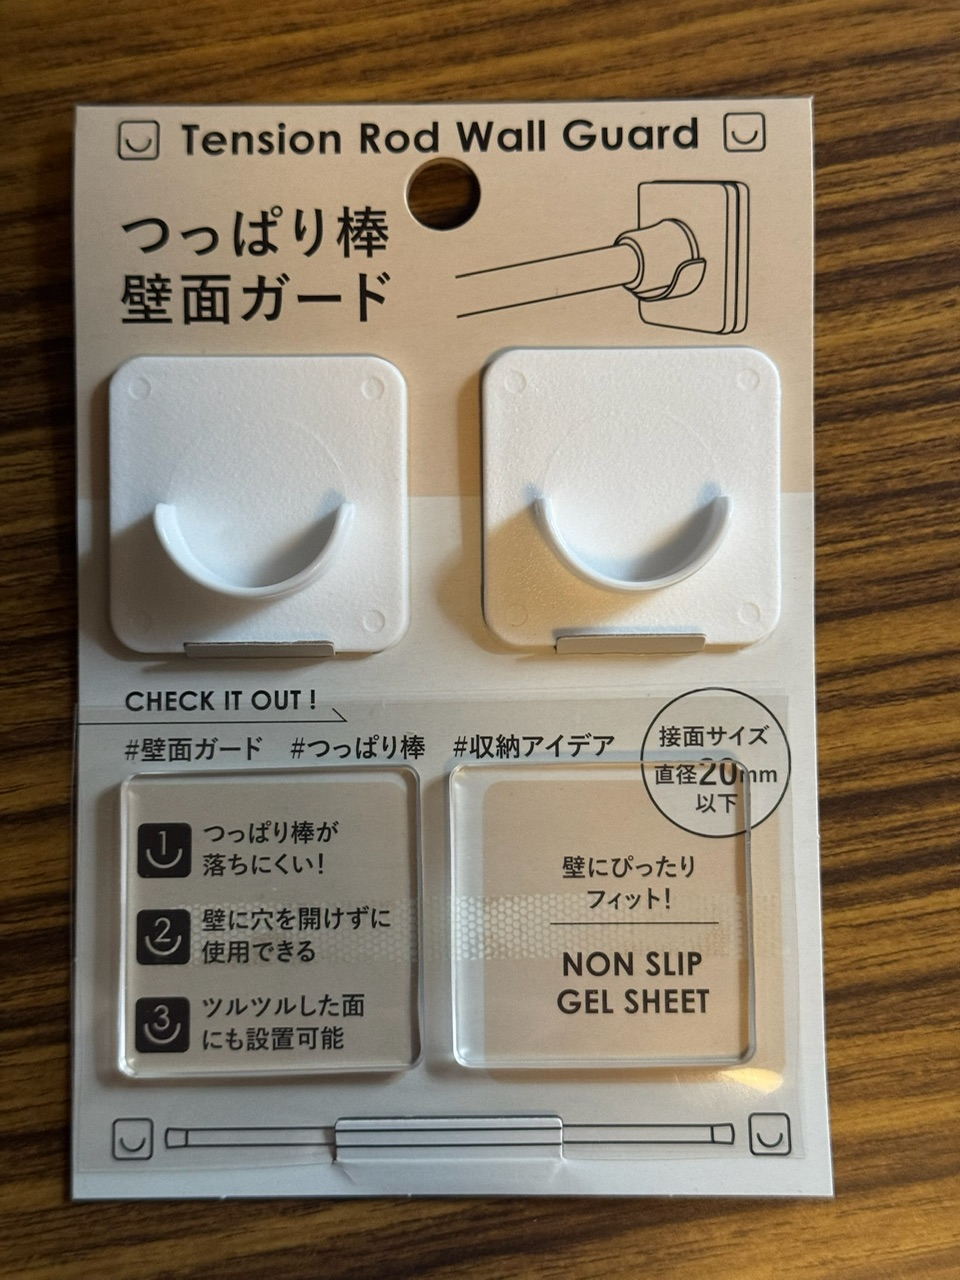 Tension Rod Wall Guard
つっぱり棒
壁面ガード
CHECK IT OUT !
#壁面ガード #つっぱり棒 #収納アイデア
接面サイズ
直径20mm
以下
1 つっぱり棒が
落ちにくい!
2 壁に穴を開けずに
使用できる
3 ツルツルした面
にも設置可能
壁にぴったり
フィット!
NON SLIP
GEL SHEET